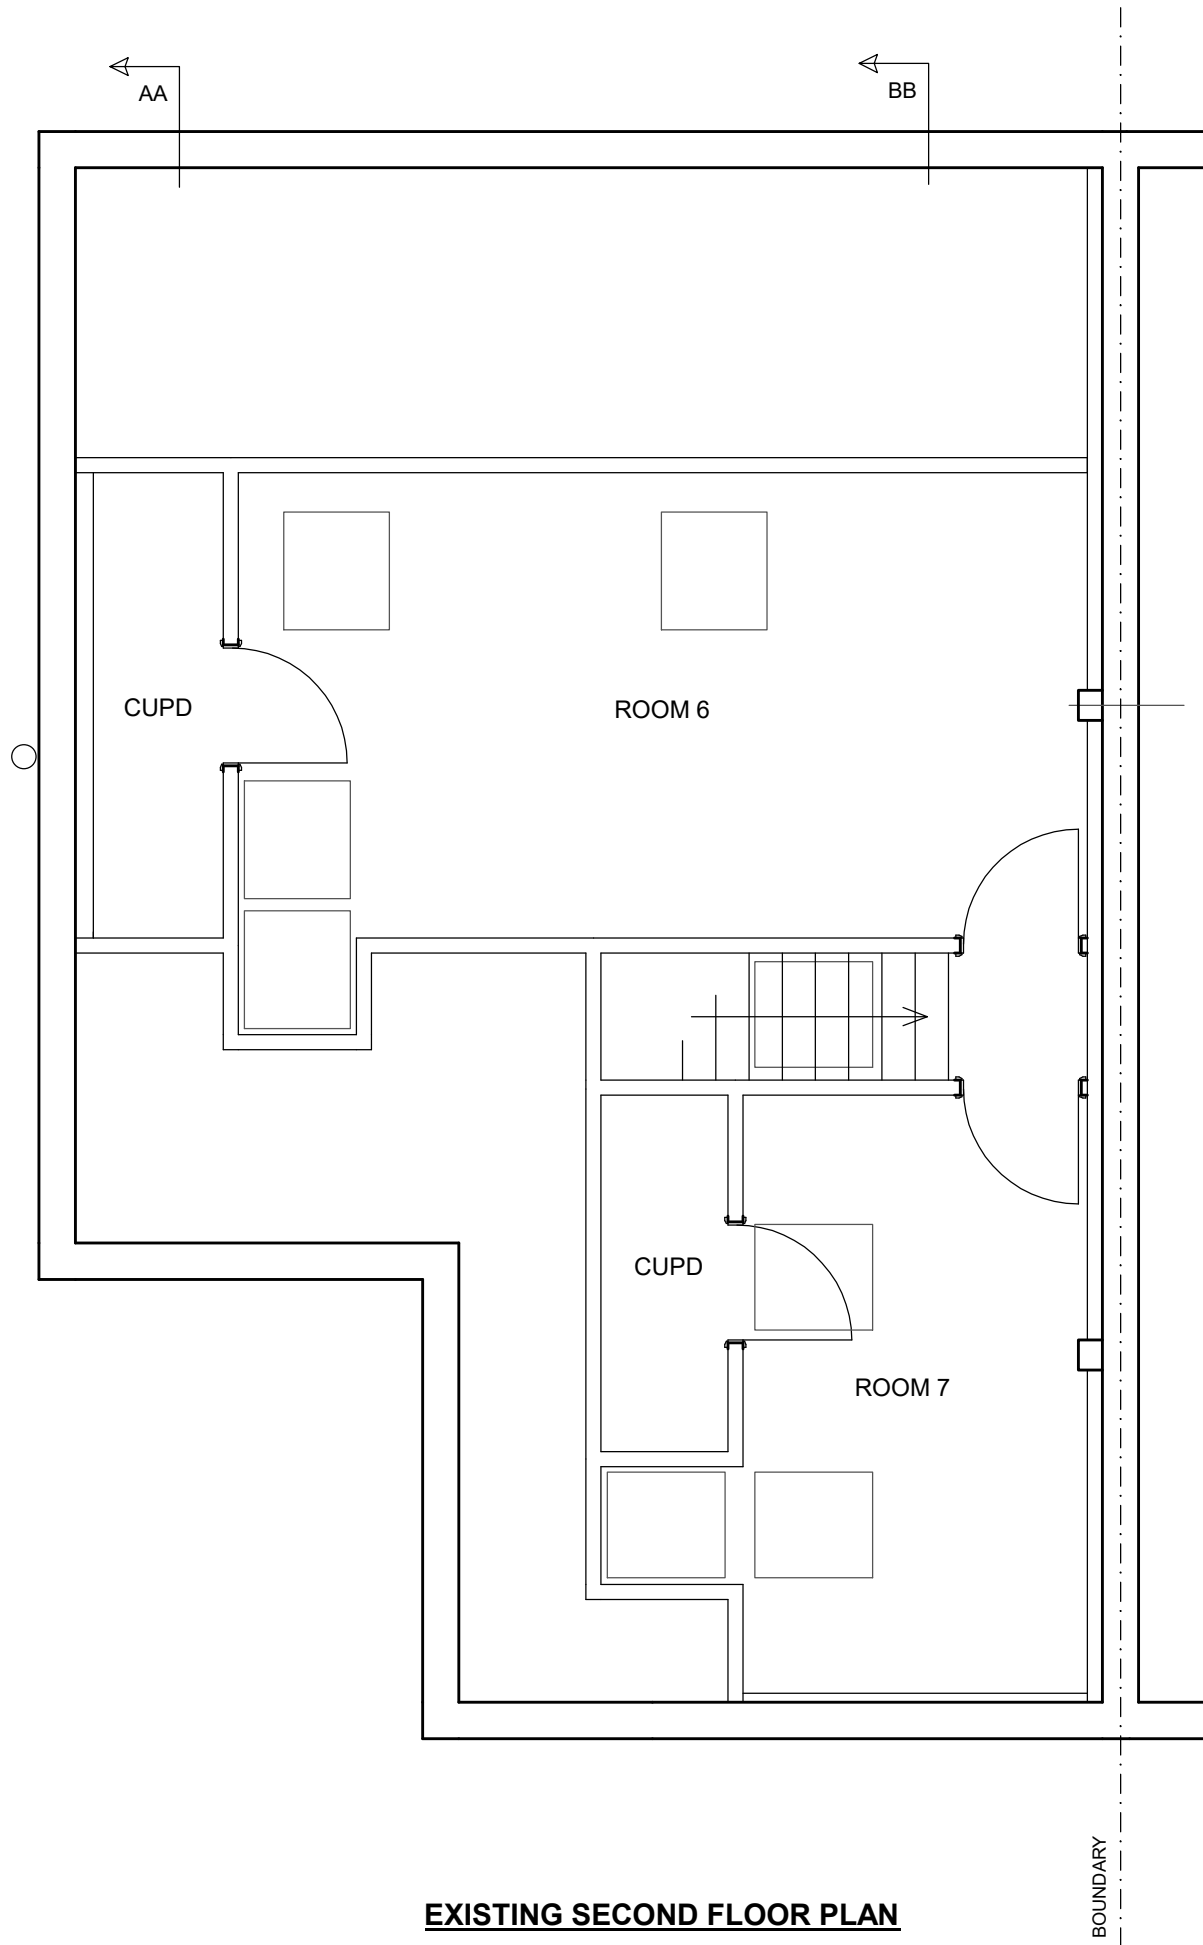 AA
BB
CUPD
ROOM 6
CUPD
ROOM 7
BOUNDARY
EXISTING SECOND FLOOR PLAN